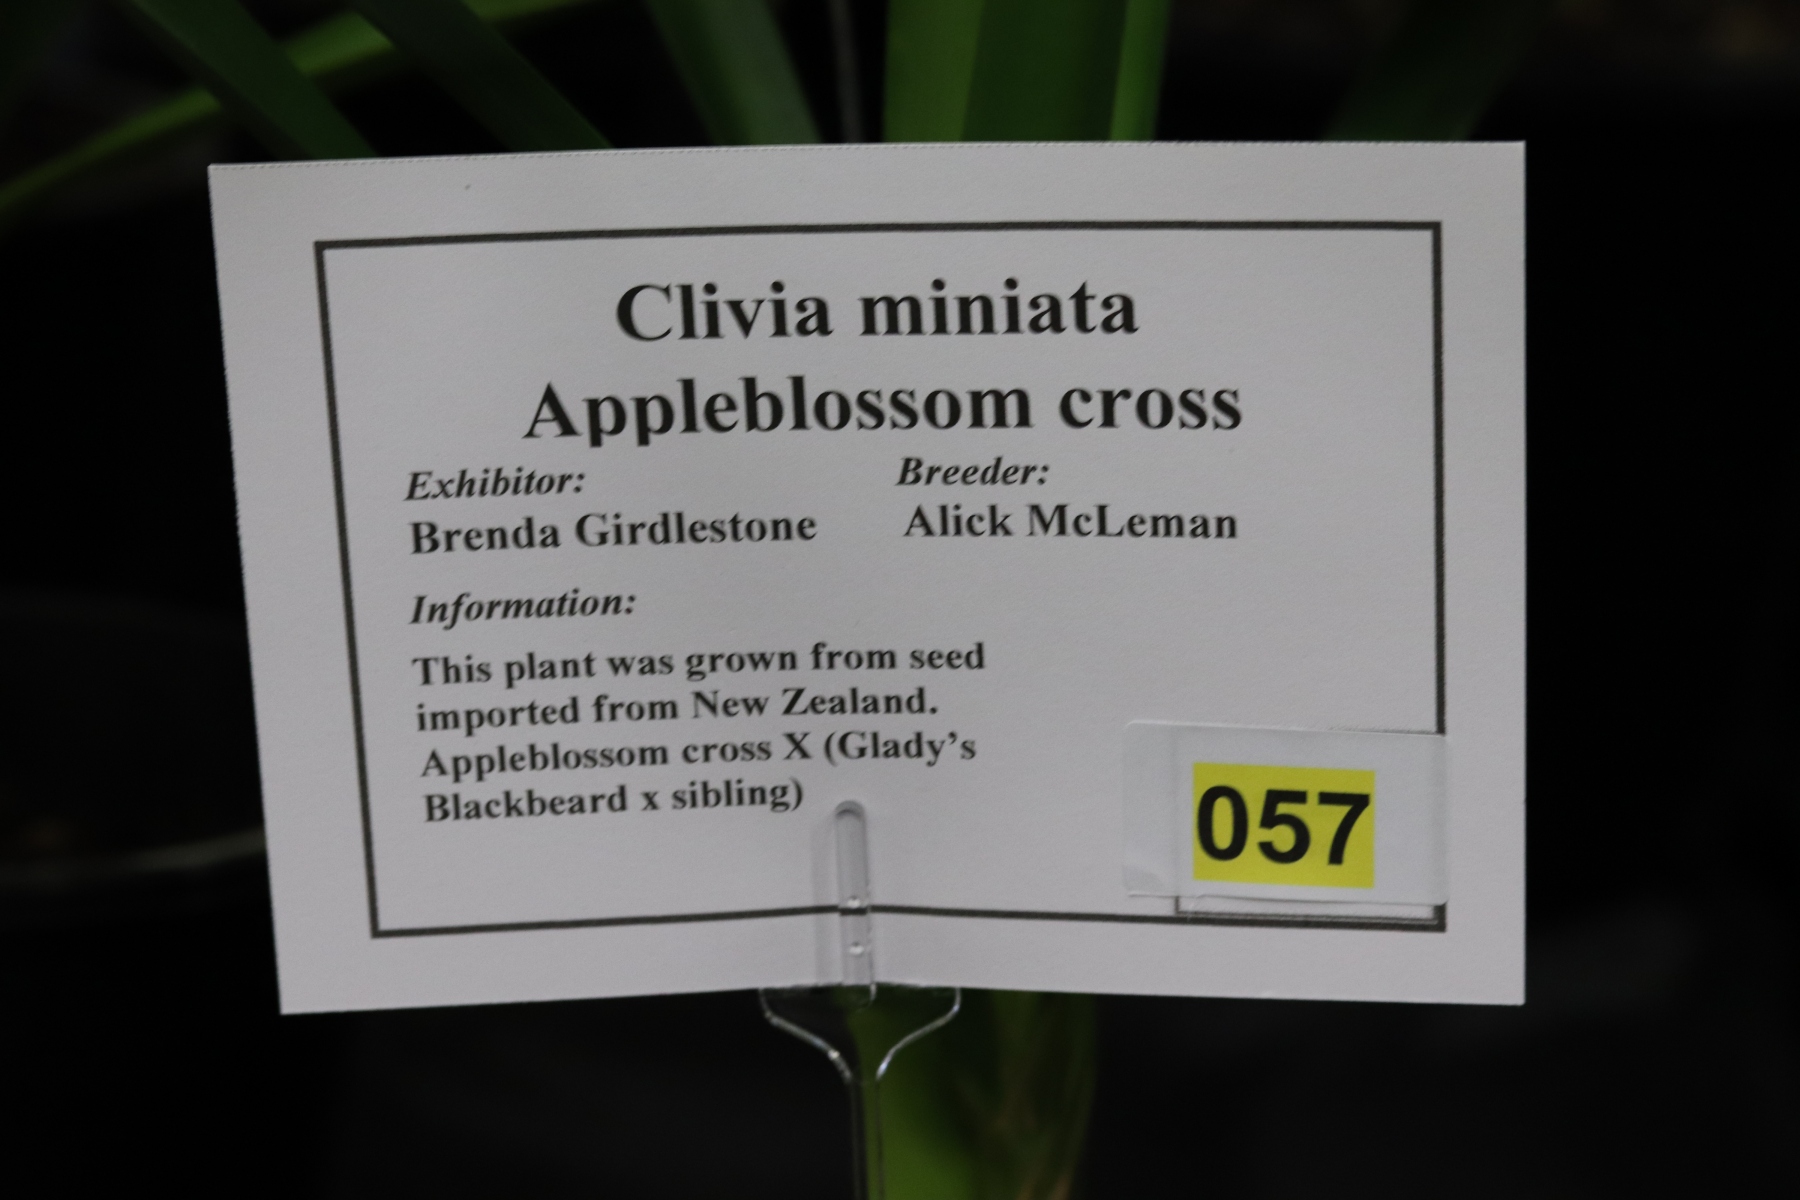 Clivia miniata
Appleblossom cross
Exhibitor:
Breeder:
Brenda Girdlestone
Alick McLeman
Information:
This plant was grown from seed
imported from New Zealand.
Appleblossom cross X (Glady’s
Blackbeard x sibling)
057